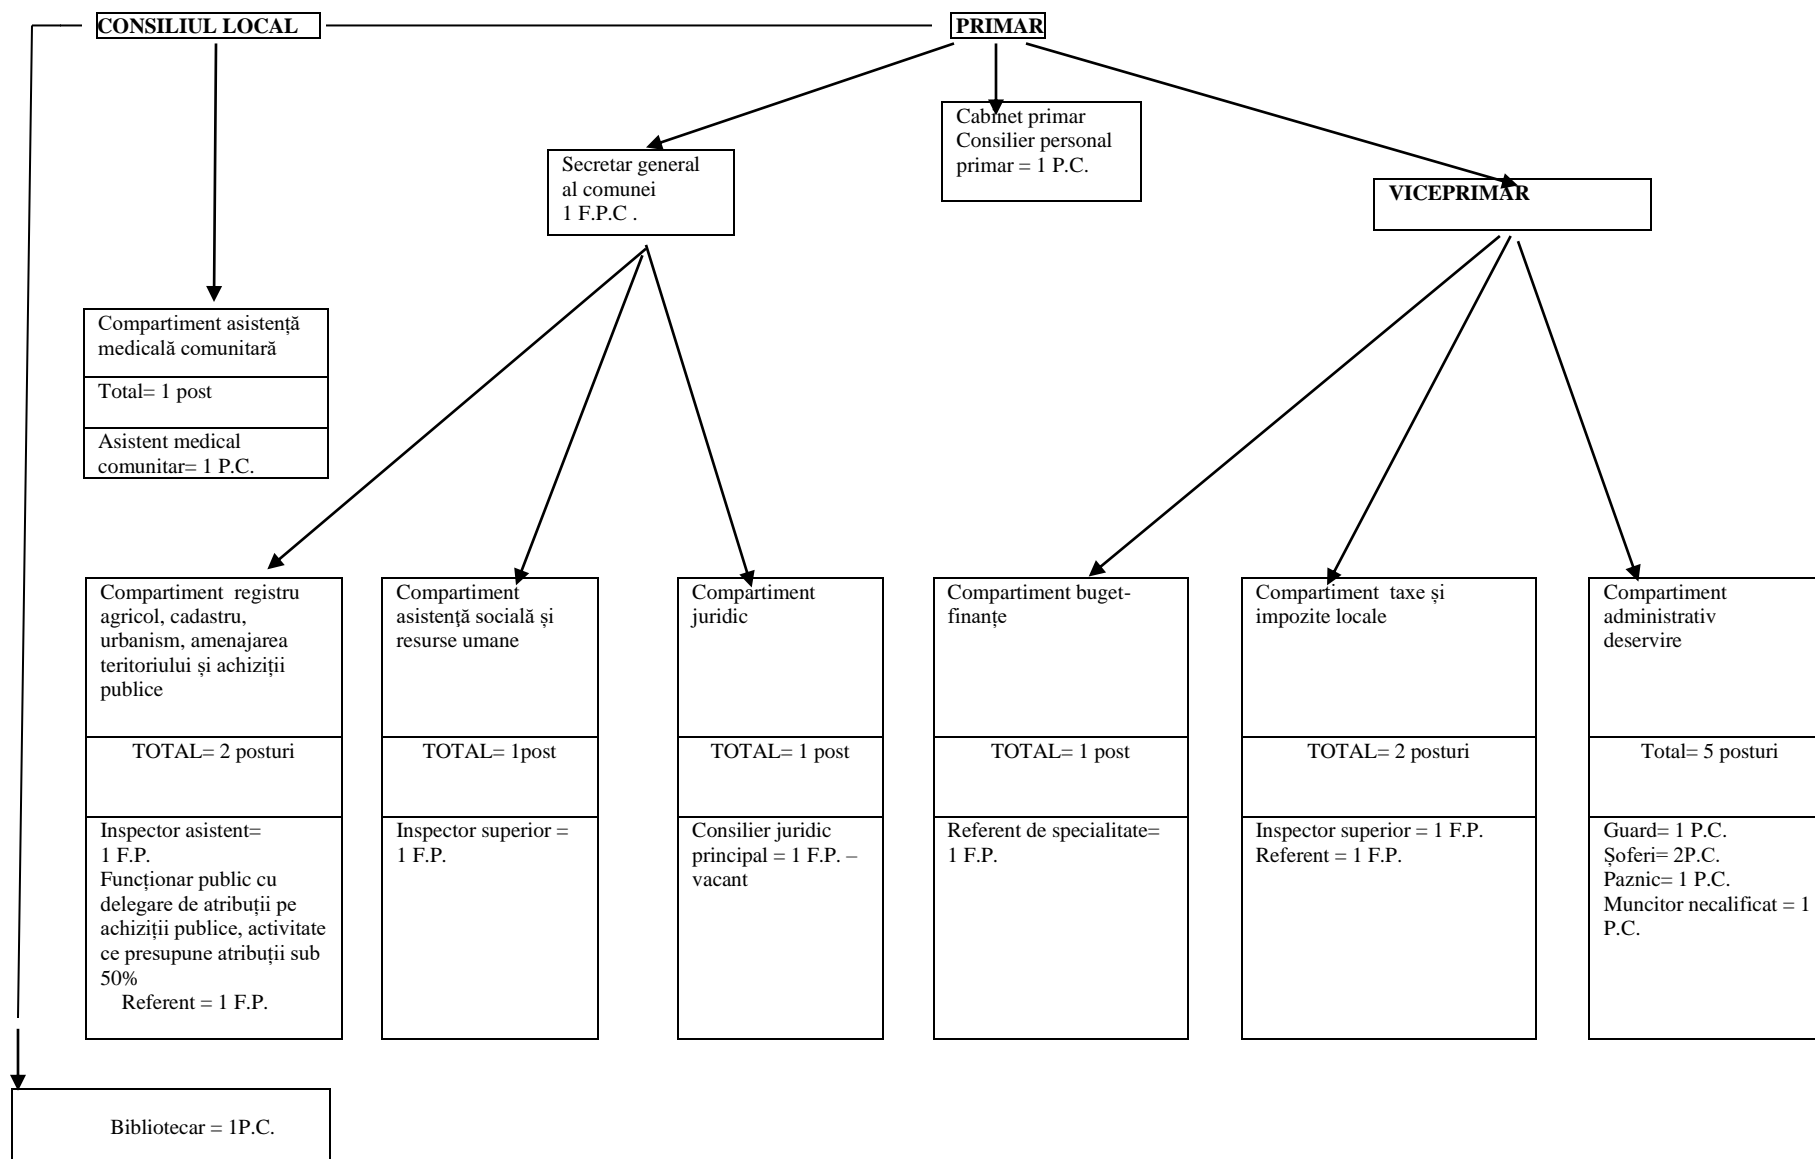 CONSILIUL LOCAL
PRIMAR
Cabinet primar
Consilier personal
primar = 1 P.C.
Secretar general
al comunei
1 F.P.C .
VICEPRIMAR
Compartiment asistență
medicală comunitară
Total= 1 post
Asistent medical
comunitar= 1 P.C.
Compartiment  registru
agricol, cadastru,
urbanism, amenajarea
teritoriului și achiziții
publice
TOTAL= 2 posturi
Inspector asistent=
1 F.P.
Funcționar public cu
delegare de atribuții pe
achiziții publice, activitate
ce presupune atribuții sub
50%
Referent = 1 F.P.
Compartiment
asistenţă socială și
resurse umane
TOTAL= 1post
Inspector superior =
1 F.P.
Compartiment
juridic
TOTAL= 1 post
Consilier juridic
principal = 1 F.P. –
vacant
Compartiment buget-
finanțe
TOTAL= 1 post
Referent de specialitate=
1 F.P.
Compartiment  taxe și
impozite locale
TOTAL= 2 posturi
Inspector superior = 1 F.P.
Referent = 1 F.P.
Compartiment
administrativ
deservire
Total= 5 posturi
Guard= 1 P.C.
Șoferi= 2P.C.
Paznic= 1 P.C.
Muncitor necalificat = 1
P.C.
Bibliotecar = 1P.C.